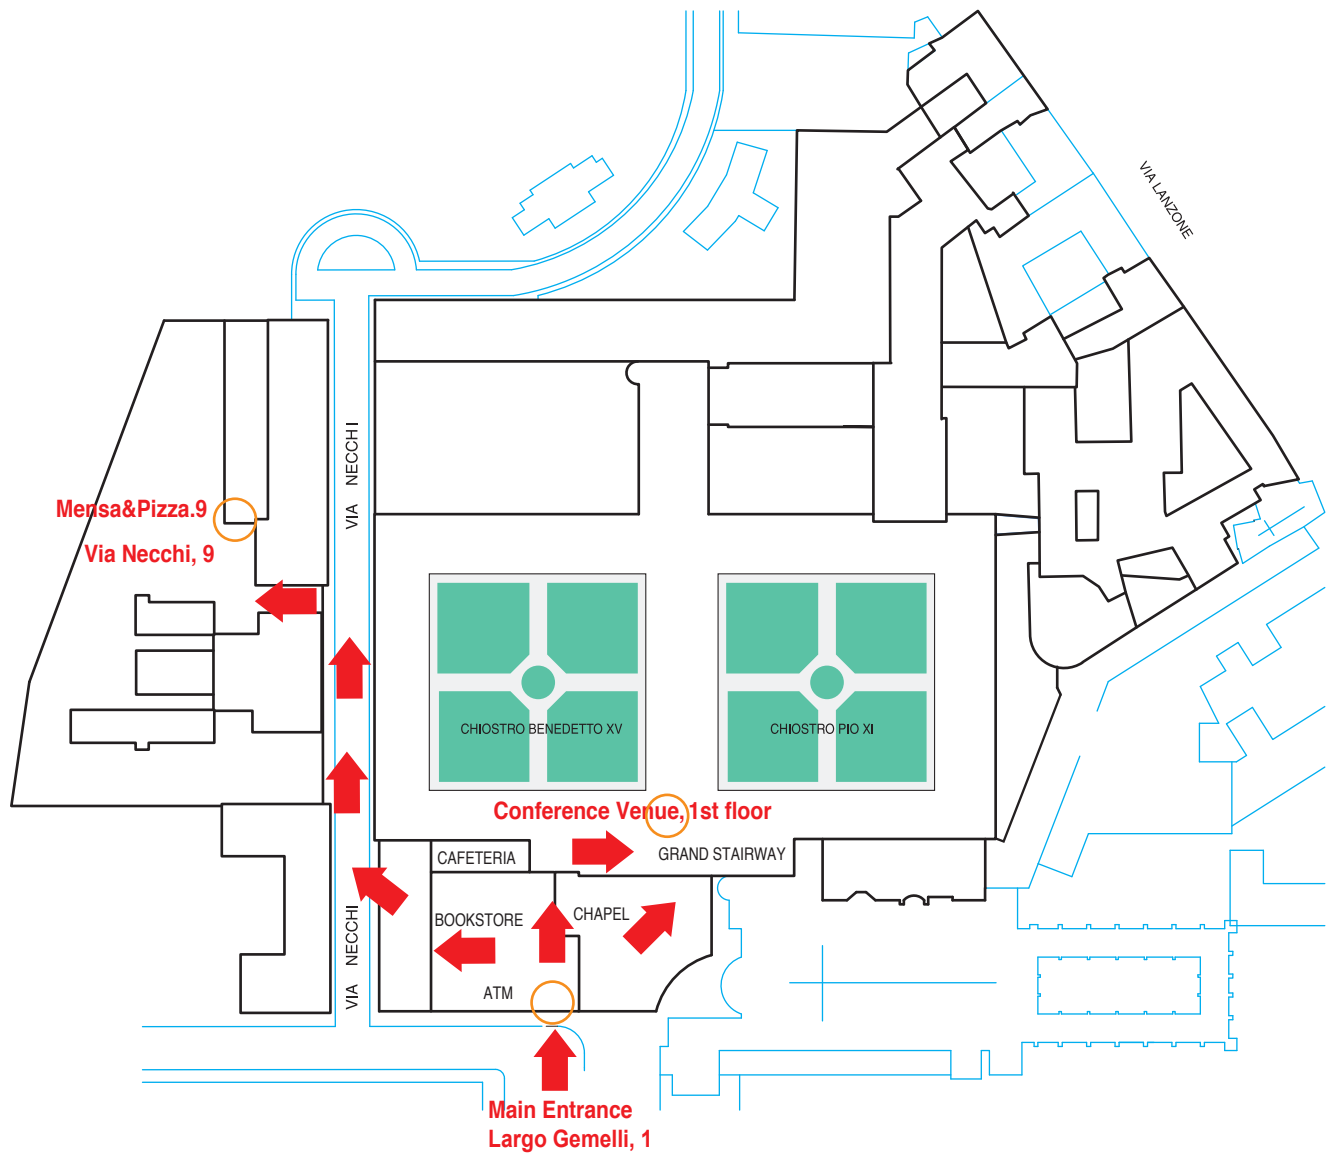 VIA LANZONE
VIA NECCHI
Mensa&Pizza.9
Via Necchi, 9
CHIOSTRO BENEDETTO XV
CHIOSTRO PIO XI
Conference Venue, 1st floor
CAFETERIA
GRAND STAIRWAY
BOOKSTORE
CHAPEL
VIA NECCHI
ATM
Main Entrance
Largo Gemelli, 1